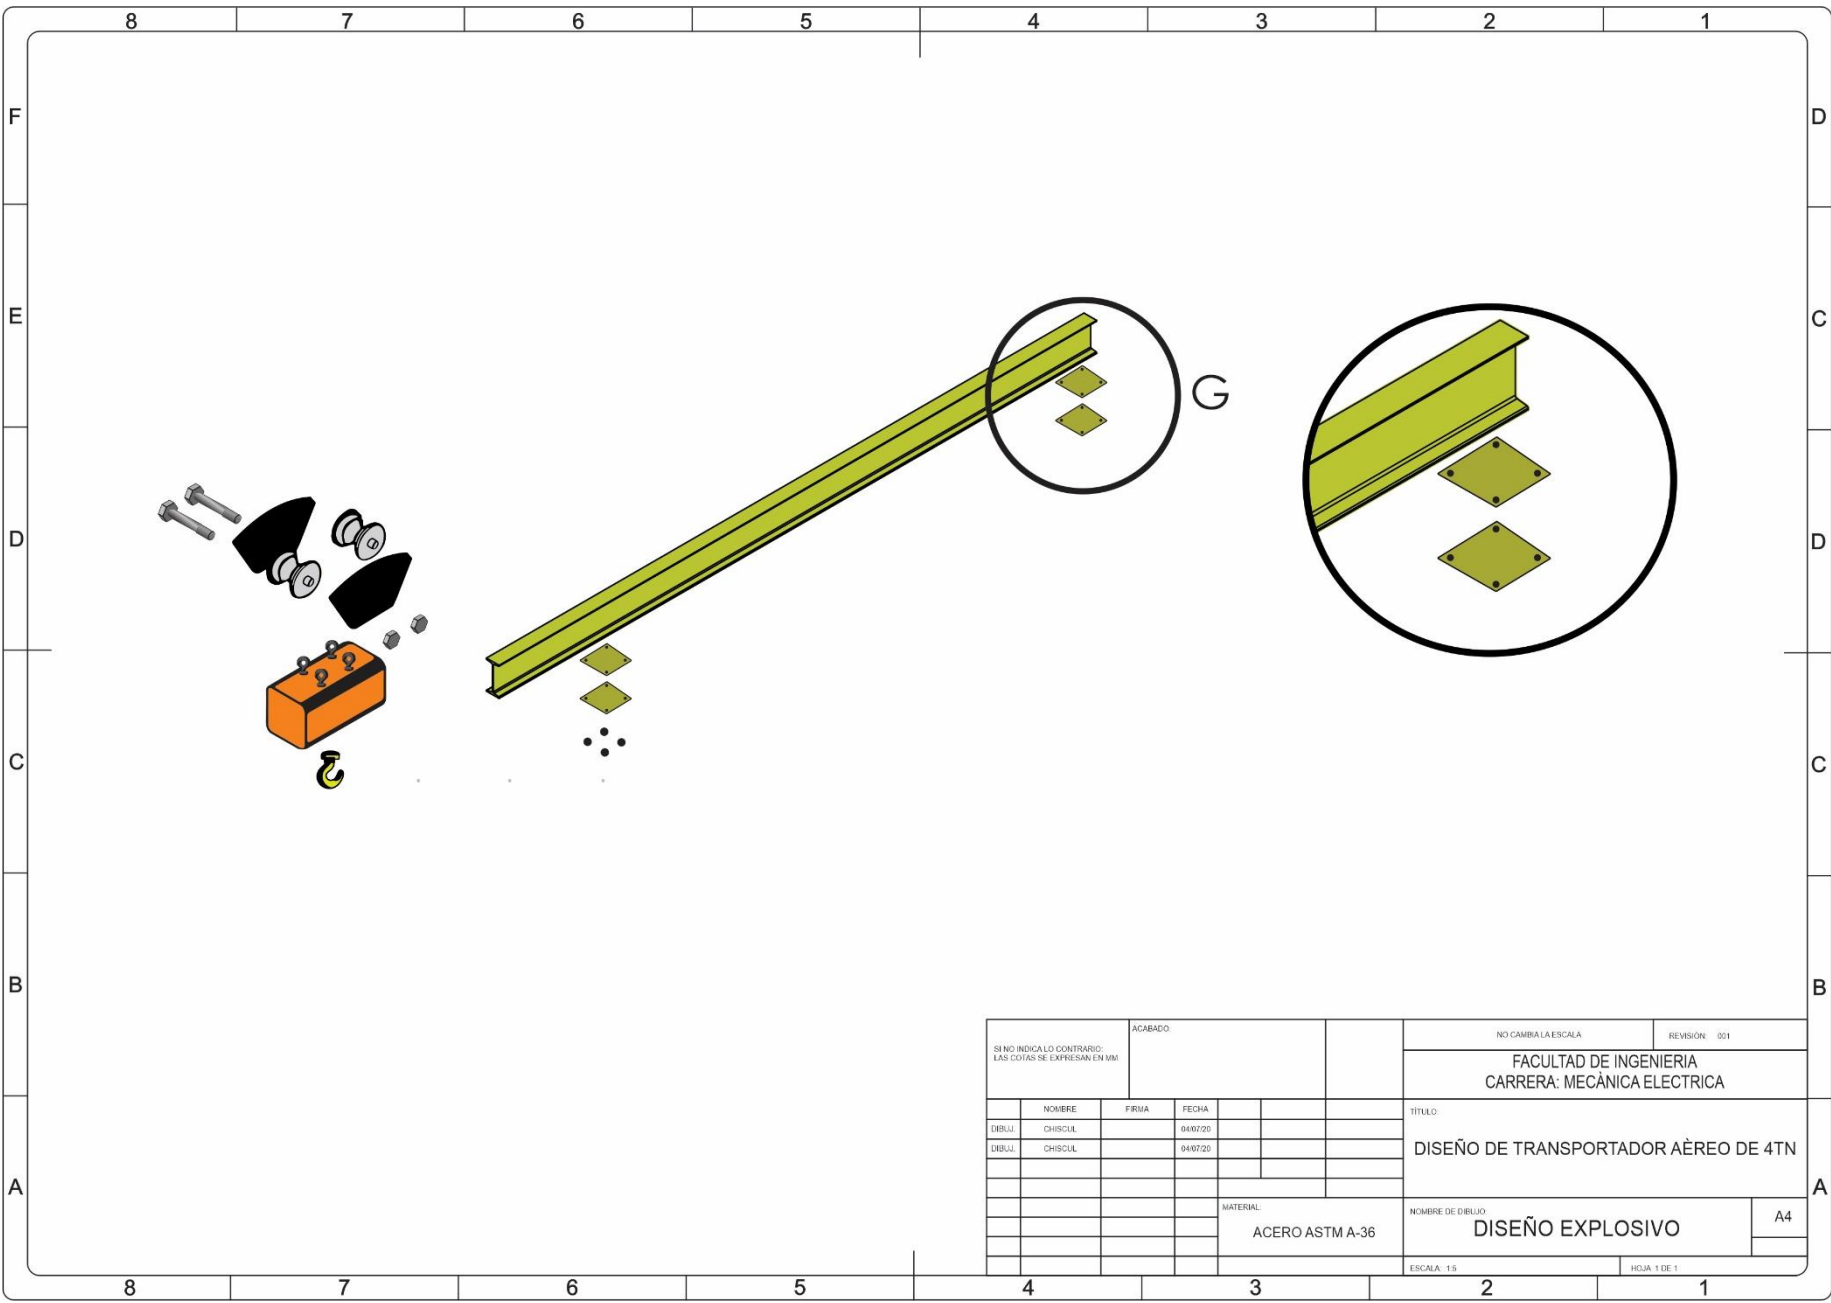 8 7 6 5 4 3 2 1
F
D
E
C
G
D
D
C
C
B
B
A
A
SI NO INDICA LO CONTRARIO:
LAS COTAS SE EXPRESAN EN MM
ACABADO:
NO CAMBIA LA ESCALA
REVISIÓN: 001
FACULTAD DE INGENIERIA
CARRERA: MECÀNICA ELECTRICA
NOMBRE FIRMA FECHA
DIBUJ. CHISCUL 04/07/20
DIBUJ. CHISCUL 04/07/20
TÍTULO:
DISEÑO DE TRANSPORTADOR AÈREO DE 4TN
MATERIAL:
ACERO ASTM A-36
NOMBRE DE DIBUJO:
DISEÑO EXPLOSIVO
A4
ESCALA: 1:5
HOJA 1 DE 1
8 7 6 5 4 3 2 1